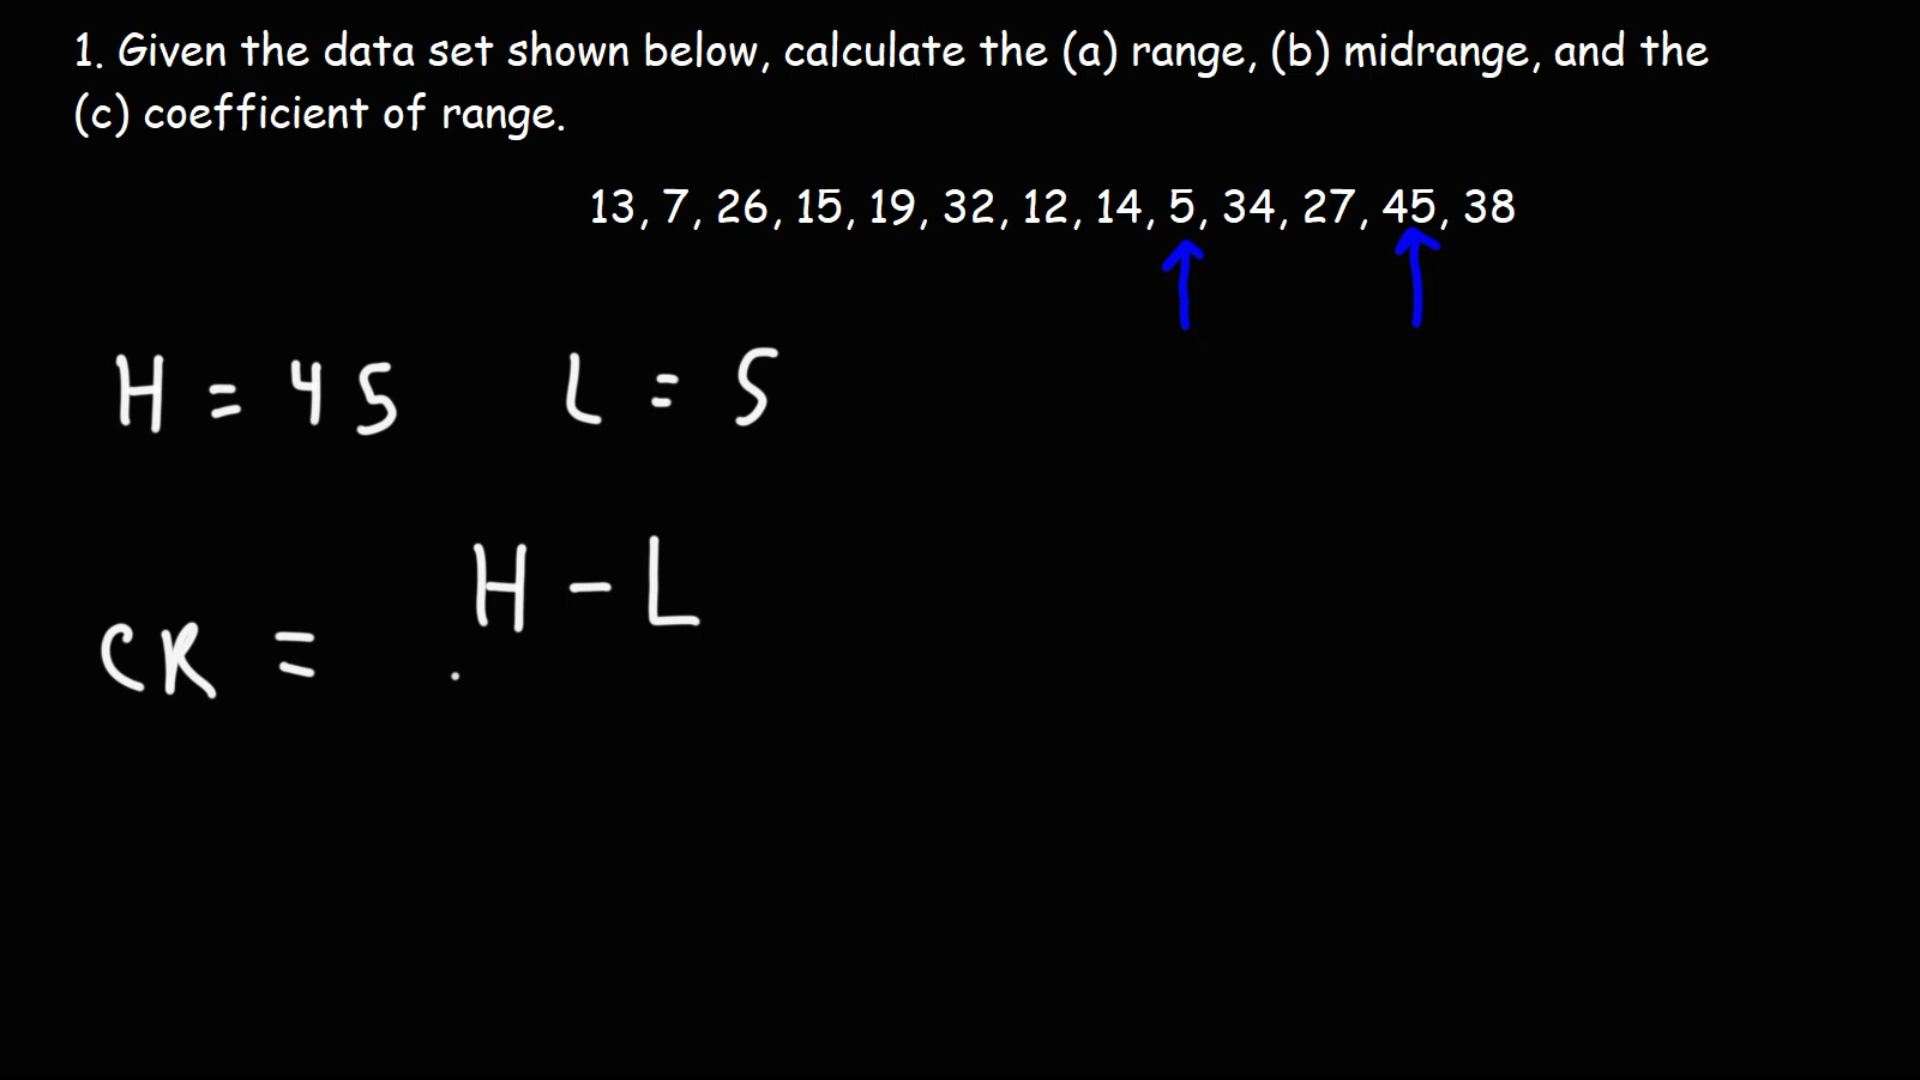 1. Given the data set shown below, calculate the (a) range, (b) midrange, and the
(c) coefficient of range.
13, 7, 26, 15, 19, 32, 12, 14, 5, 34, 27, 45, 38
H = 45 L = 5
H - L
CR =